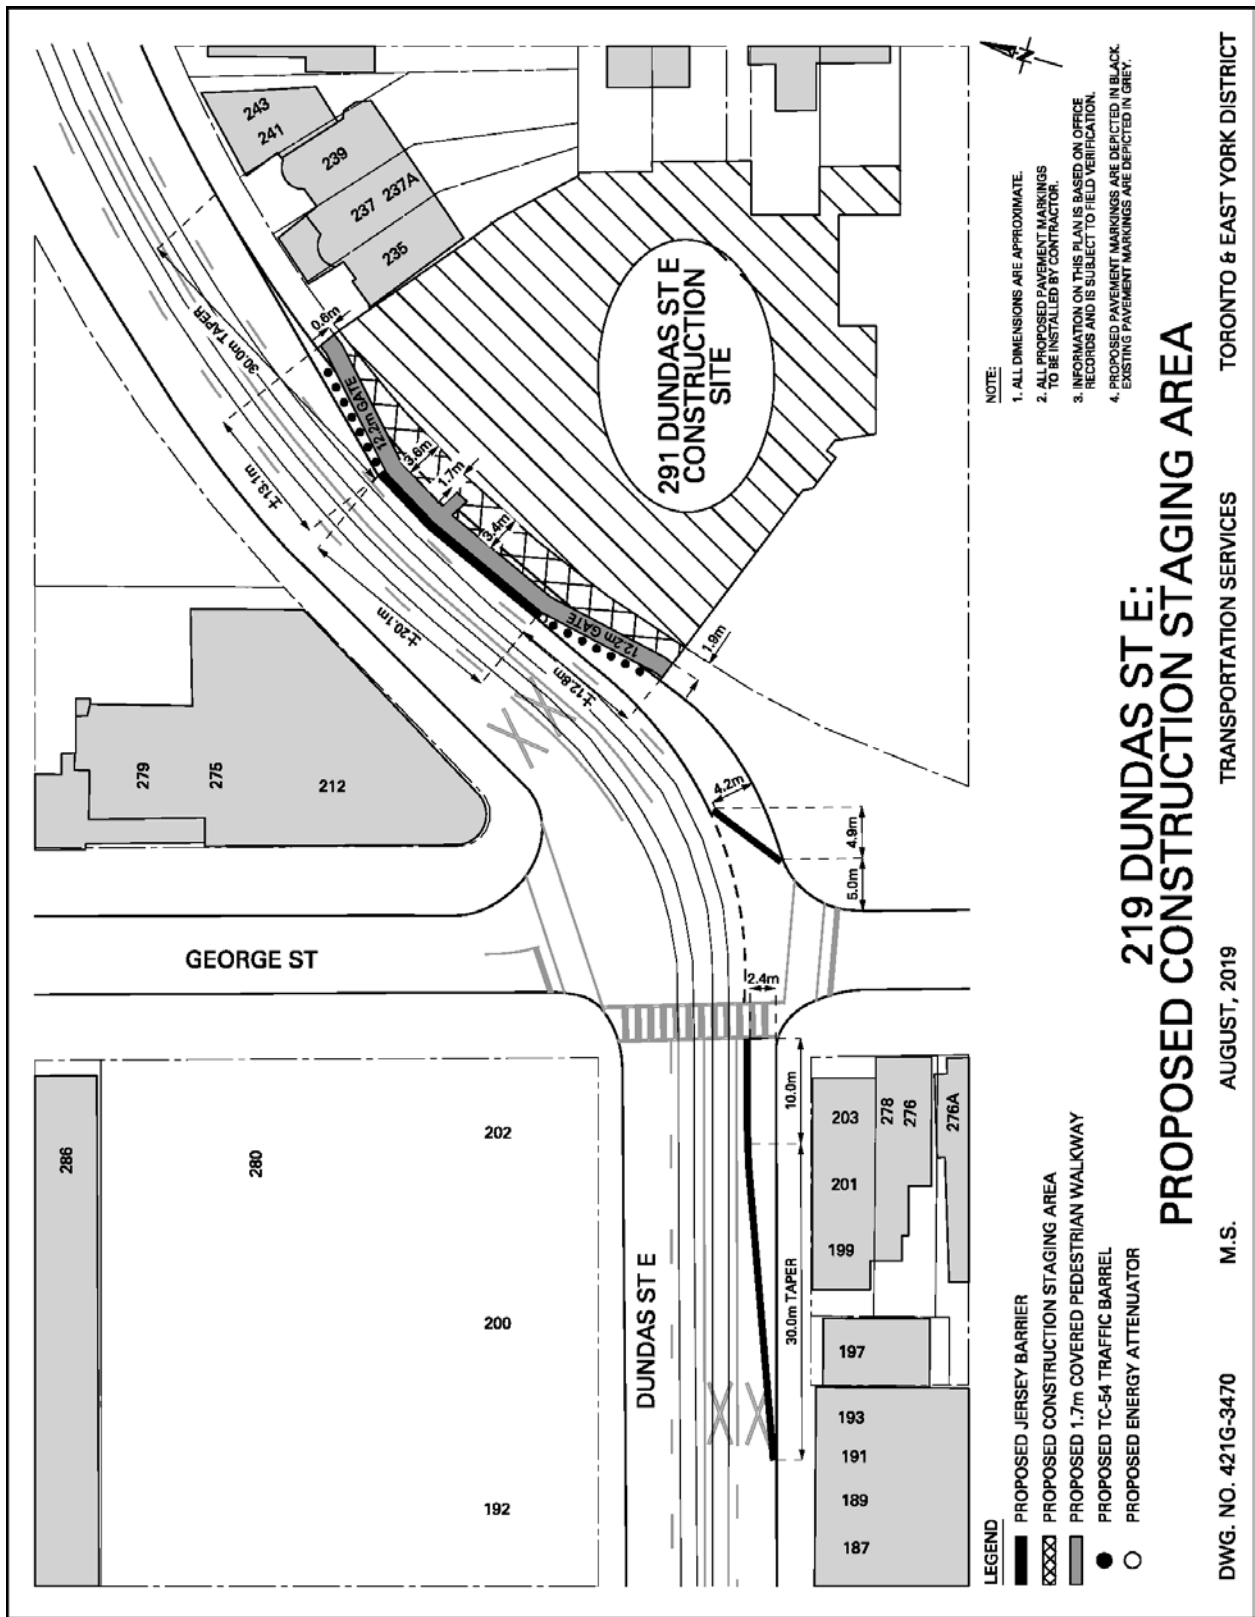 243
241
239
237 237A
235
30.0m TAPER
0.6m
12.2m GATE
±13.1m
3.6m
1.7m
3.4m
±20.1m
12.2m GATE
±12.8m
1.9m
291 DUNDAS ST E
CONSTRUCTION
SITE
279
275
212
4.2m
4.9m
5.0m
GEORGE ST
2.4m
10.0m
30.0m TAPER
286
280
202
200
192
DUNDAS ST E
203
201
199
278
276
276A
197
193
191
189
187
NOTE:
1. ALL DIMENSIONS ARE APPROXIMATE.
2. ALL PROPOSED PAVEMENT MARKINGS
TO BE INSTALLED BY CONTRACTOR.
3. INFORMATION ON THIS PLAN IS BASED ON OFFICE
RECORDS AND IS SUBJECT TO FIELD VERIFICATION.
4. PROPOSED PAVEMENT MARKINGS ARE DEPICTED IN BLACK.
EXISTING PAVEMENT MARKINGS ARE DEPICTED IN GREY.
N
LEGEND
PROPOSED JERSEY BARRIER
PROPOSED CONSTRUCTION STAGING AREA
PROPOSED 1.7m COVERED PEDESTRIAN WALKWAY
PROPOSED TC-54 TRAFFIC BARREL
PROPOSED ENERGY ATTENUATOR
219 DUNDAS ST E:
PROPOSED CONSTRUCTION STAGING AREA
DWG. NO. 421G-3470 M.S. AUGUST, 2019 TRANSPORTATION SERVICES TORONTO & EAST YORK DISTRICT